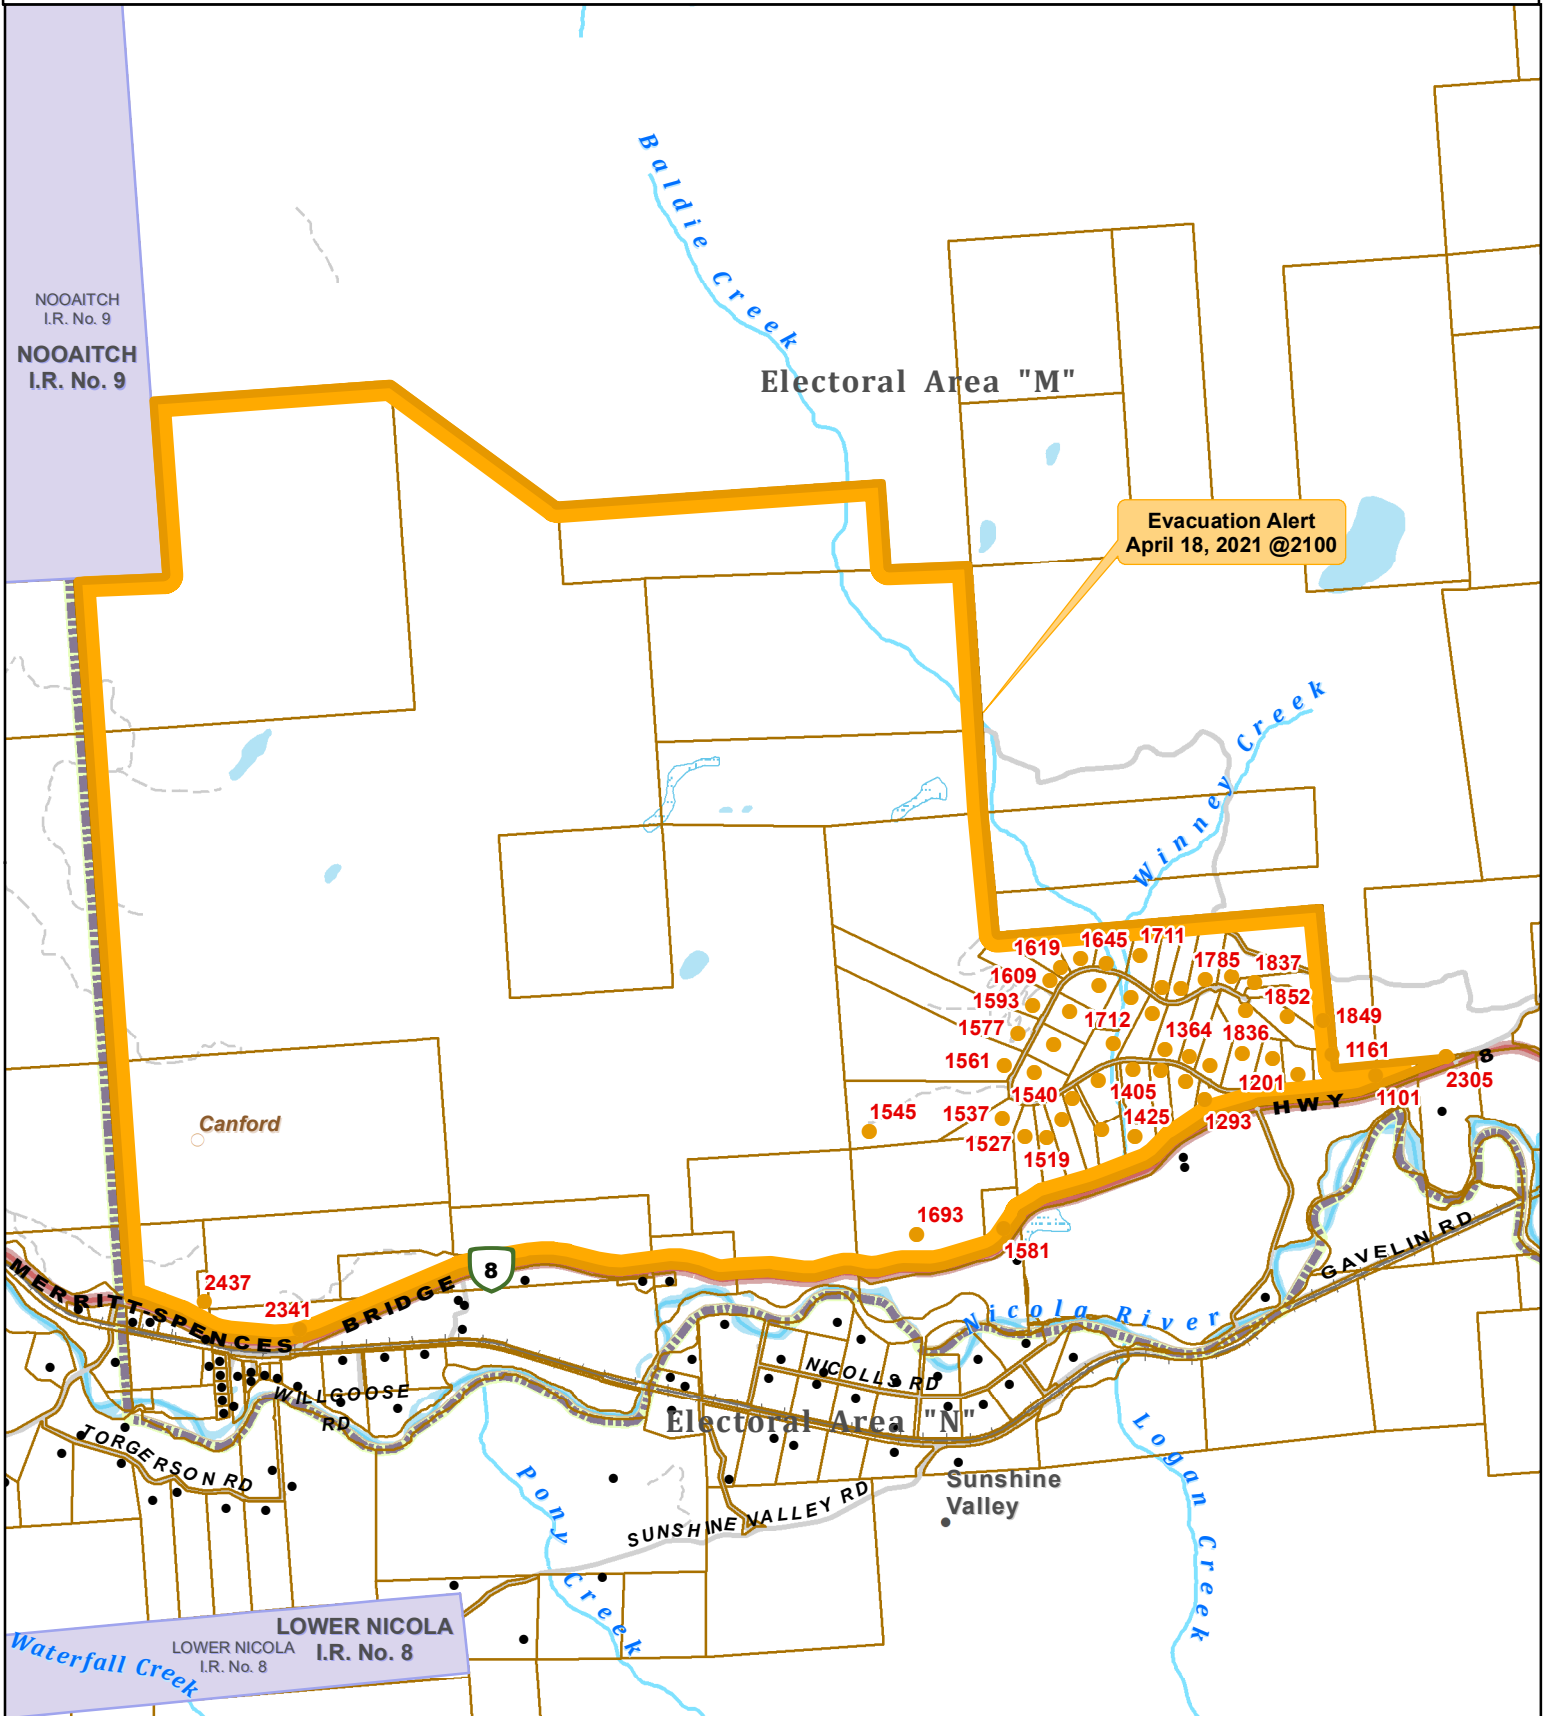 Baldie Creek
NOOAITCH
I.R. No. 9
NOOAITCH
I.R. No. 9
Electoral Area "M"
Evacuation Alert
April 18, 2021 @2100
Winney Creek
1619
1645
1711
1609
1785
1837
1593
1852
1577
1712
1364
1836
1849
1561
1161
8
1540
1405
1201
2305
1545
1537
1425
1293
HWY
1101
Canford
1527
1519
1693
1581
GAVELIN RD
8
2437
2341
MERRITT-SPENCES
BRIDGE
Nicola River
NICOLLS RD
WILLGOOSE
RD
Electoral Area "N"
TORGERSON RD
Pony Creek
Sunshine
Valley
SUNSHINE VALLEY RD
Logan Creek
LOWER NICOLA
I.R. No. 8
LOWER NICOLA
I.R. No. 8
Waterfall Creek